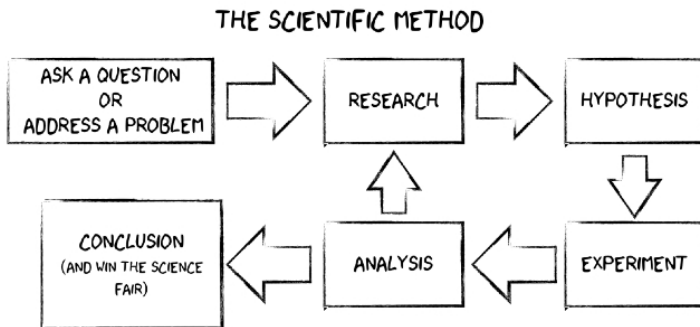 THE SCIENTIFIC METHOD
ASK A QUESTION
OR
ADDRESS A PROBLEM
RESEARCH
HYPOTHESIS
EXPERIMENT
ANALYSIS
CONCLUSION
(AND WIN THE SCIENCE
FAIR)